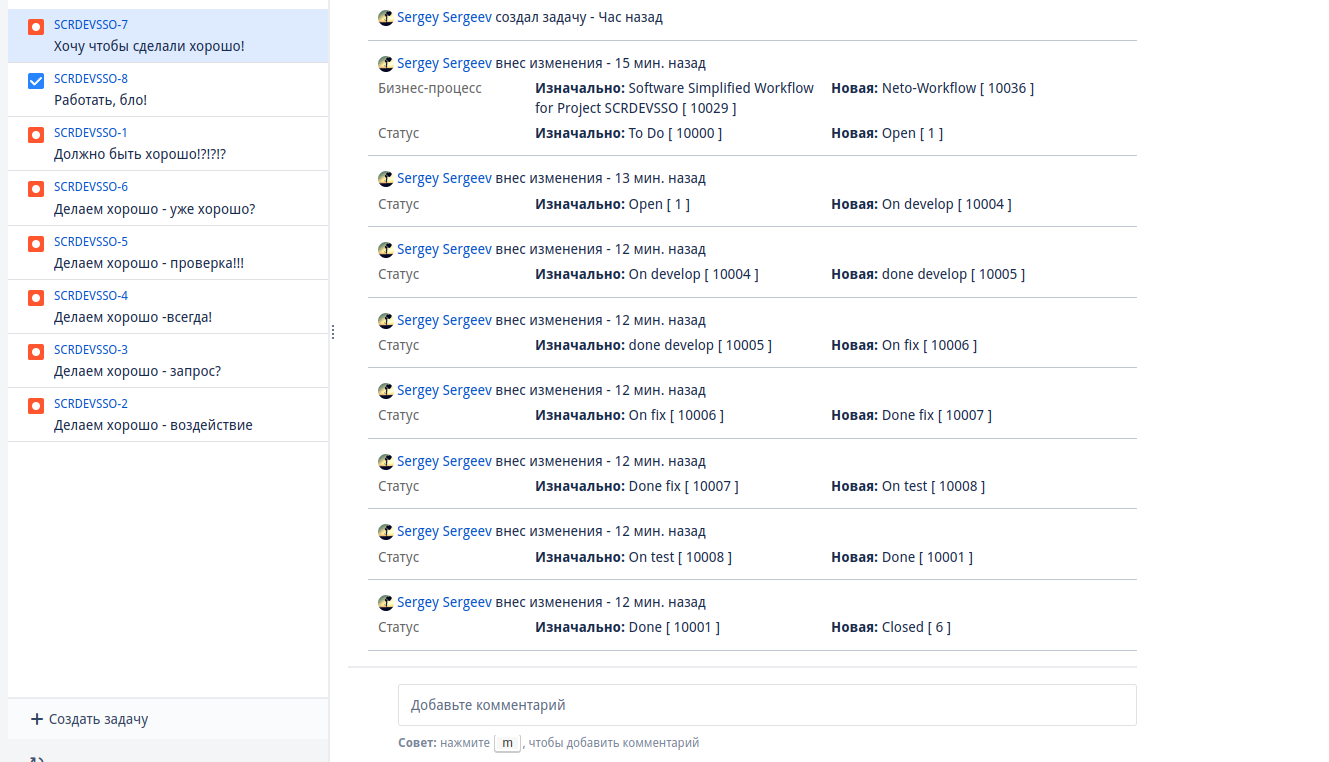 SCRDEVSSO-7
Хочу чтобы сделали хорошо!
SCRDEVSSO-8
Работать, бло!
SCRDEVSSO-1
Должно быть хорошо!?!?!?
SCRDEVSSO-6
Делаем хорошо - уже хорошо?
SCRDEVSSO-5
Делаем хорошо - проверка!!!
SCRDEVSSO-4
Делаем хорошо -всегда!
SCRDEVSSO-3
Делаем хорошо - запрос?
SCRDEVSSO-2
Делаем хорошо - воздействие
+ Создать задачу
Sergey Sergeev создал задачу - Час назад
Sergey Sergeev внес изменения - 15 мин. назад
Бизнес-процесс Изначально: Software Simplified Workflow Новая: Neto-Workflow [ 10036 ]
for Project SCRDEVSSO [ 10029 ]
Статус Изначально: To Do [ 10000 ] Новая: Open [ 1 ]
Sergey Sergeev внес изменения - 13 мин. назад
Статус Изначально: Open [ 1 ] Новая: On develop [ 10004 ]
Sergey Sergeev внес изменения - 12 мин. назад
Статус Изначально: On develop [ 10004 ] Новая: done develop [ 10005 ]
Sergey Sergeev внес изменения - 12 мин. назад
Статус Изначально: done develop [ 10005 ] Новая: On fix [ 10006 ]
Sergey Sergeev внес изменения - 12 мин. назад
Статус Изначально: On fix [ 10006 ] Новая: Done fix [ 10007 ]
Sergey Sergeev внес изменения - 12 мин. назад
Статус Изначально: Done fix [ 10007 ] Новая: On test [ 10008 ]
Sergey Sergeev внес изменения - 12 мин. назад
Статус Изначально: On test [ 10008 ] Новая: Done [ 10001 ]
Sergey Sergeev внес изменения - 12 мин. назад
Статус Изначально: Done [ 10001 ] Новая: Closed [ 6 ]
Добавьте комментарий
Совет: нажмите m , чтобы добавить комментарий